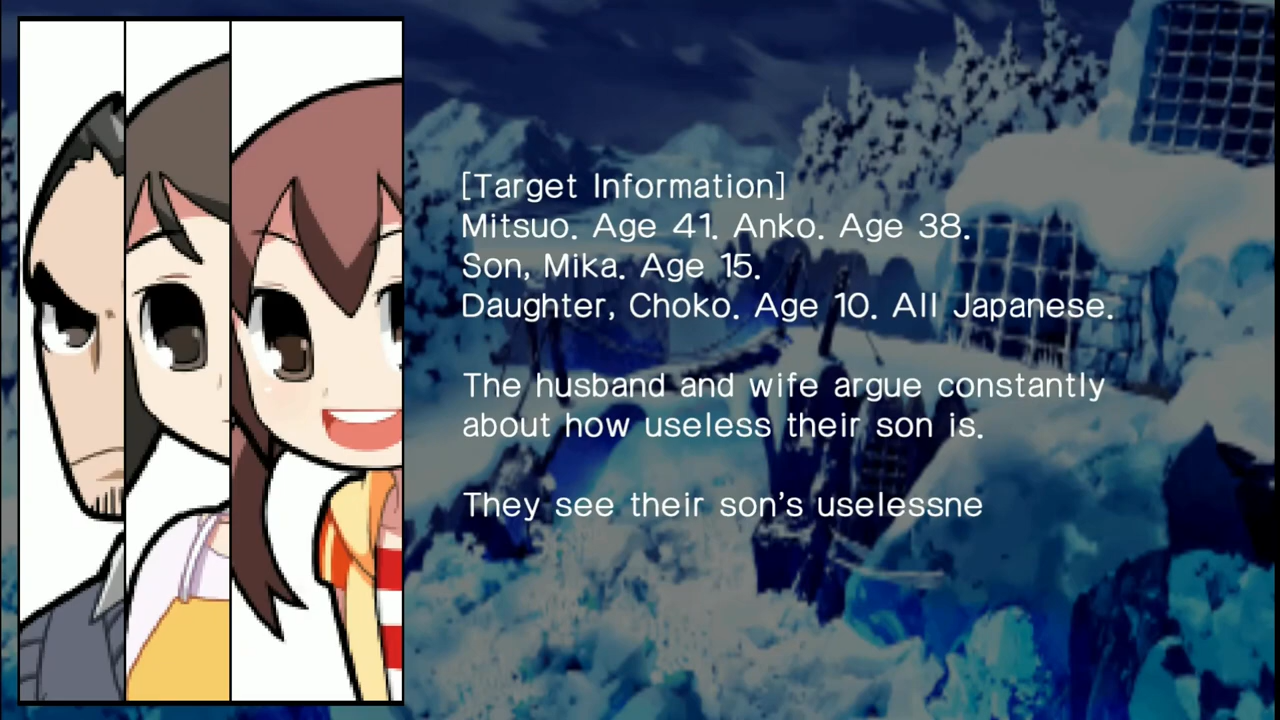 [Target Information]
Mitsuo. Age 41. Anko. Age 38.
Son, Mika. Age 15.
Daughter, Choko. Age 10. All Japanese.
The husband and wife argue constantly
about how useless their son is.
They see their son's uselessne